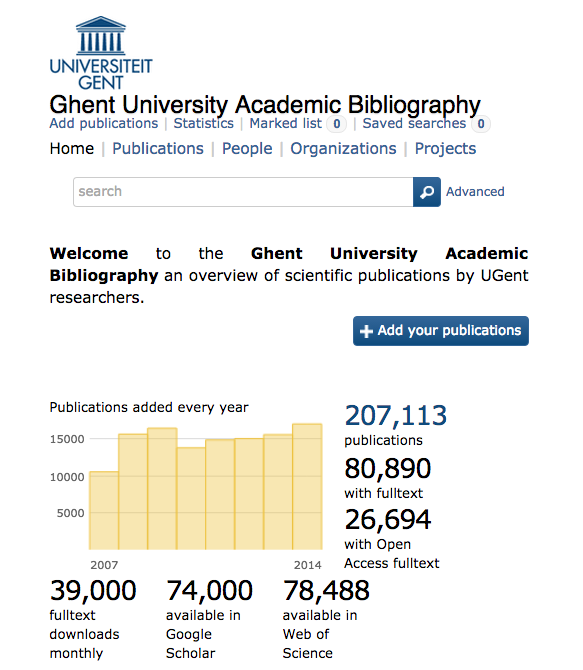 UNIVERSITEIT
GENT
Ghent University Academic Bibliography
Add publications | Statistics | Marked list 0 | Saved searches 0
Home | Publications | People | Organizations | Projects
search
Advanced
Welcome to the Ghent University Academic
Bibliography an overview of scientific publications by UGent
researchers.
+ Add your publications
Publications added every year
15000
10000
5000
2007
2014
207,113
publications
80,890
with fulltext
26,694
with Open
Access fulltext
39,000
fulltext
downloads
monthly
74,000
available in
Google
Scholar
78,488
available in
Web of
Science